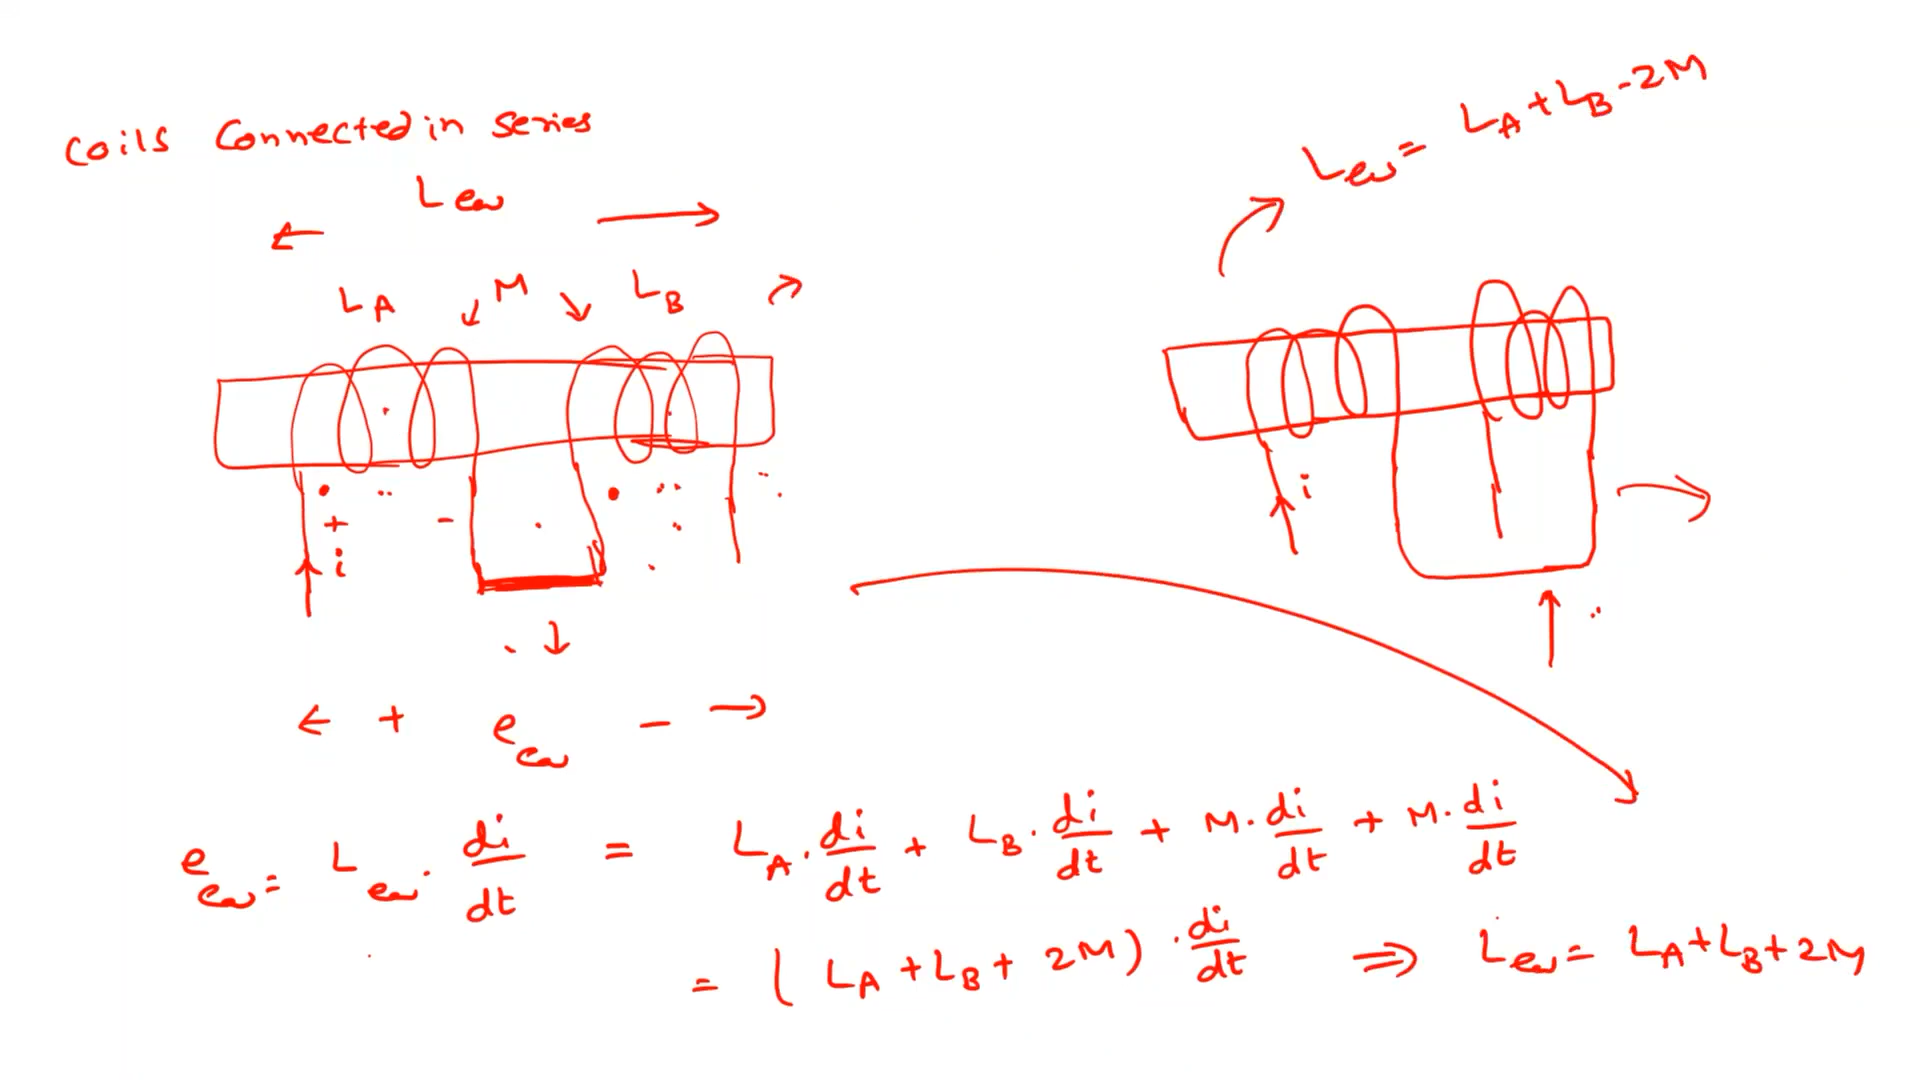 Coils Connected in series
Leq
LA M LB
+ -
i
+ eeq -
Leq = LA+LB-2M
i
eeq = Leq . di/dt = LA . di/dt + LB . di/dt + M . di/dt + M . di/dt
= (LA+LB+ 2M) . di/dt ⇒ Leq = LA+LB+2M